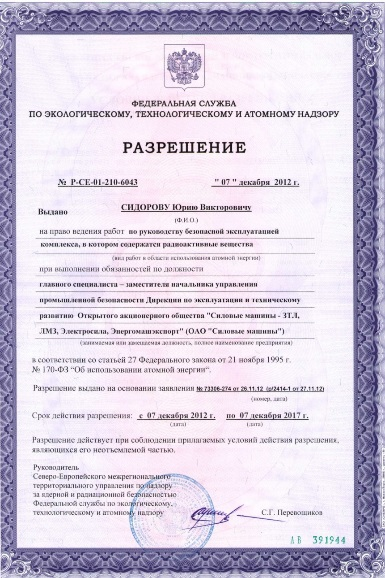 ФЕДЕРАЛЬНАЯ СЛУЖБА
ПО ЭКОЛОГИЧЕСКОМУ, ТЕХНОЛОГИЧЕСКОМУ И АТОМНОМУ НАДЗОРУ
РАЗРЕШЕНИЕ
№ Р-СЕ-01-210-6043 " 07 " декабря 2012 г.
Выдано СИДОРОВУ Юрию Викторовичу
(Ф.И.О.)
на право ведения работ по руководству безопасной эксплуатацией
комплекса, в котором содержатся радиоактивные вещества
(вид работ в области использования атомной энергии)
при выполнении обязанностей по должности
главного специалиста – заместителя начальника управления
промышленной безопасности Дирекции по эксплуатации и техническому
развитию Открытого акционерного общества "Силовые машины - ЗТЛ,
ЛМЗ, Электросила, Энергомашэкспорт" (ОАО "Силовые машины")
(занимаемая или замещаемая должность, полное наименование предприятия)
в соответствии со статьей 27 Федерального закона от 21 ноября 1995 г.
№ 170-ФЗ "Об использовании атомной энергии".
Разрешение выдано на основании заявления № 73306-274 от 26.11.12 (р/2414-1 от 27.11.12)
(номер, дата)
Срок действия разрешения: с 07 декабря 2012 г. по 07 декабря 2017 г.
(дата) (дата)
Разрешение действует при соблюдении прилагаемых условий действия разрешения,
являющихся его неотъемлемой частью.
Руководитель
Северо-Европейского межрегионального
территориального управления по надзору
за ядерной и радиационной безопасностью
Федеральной службы по экологическому,
технологическому и атомному надзору С.Г. Перевощиков
АВ 391944